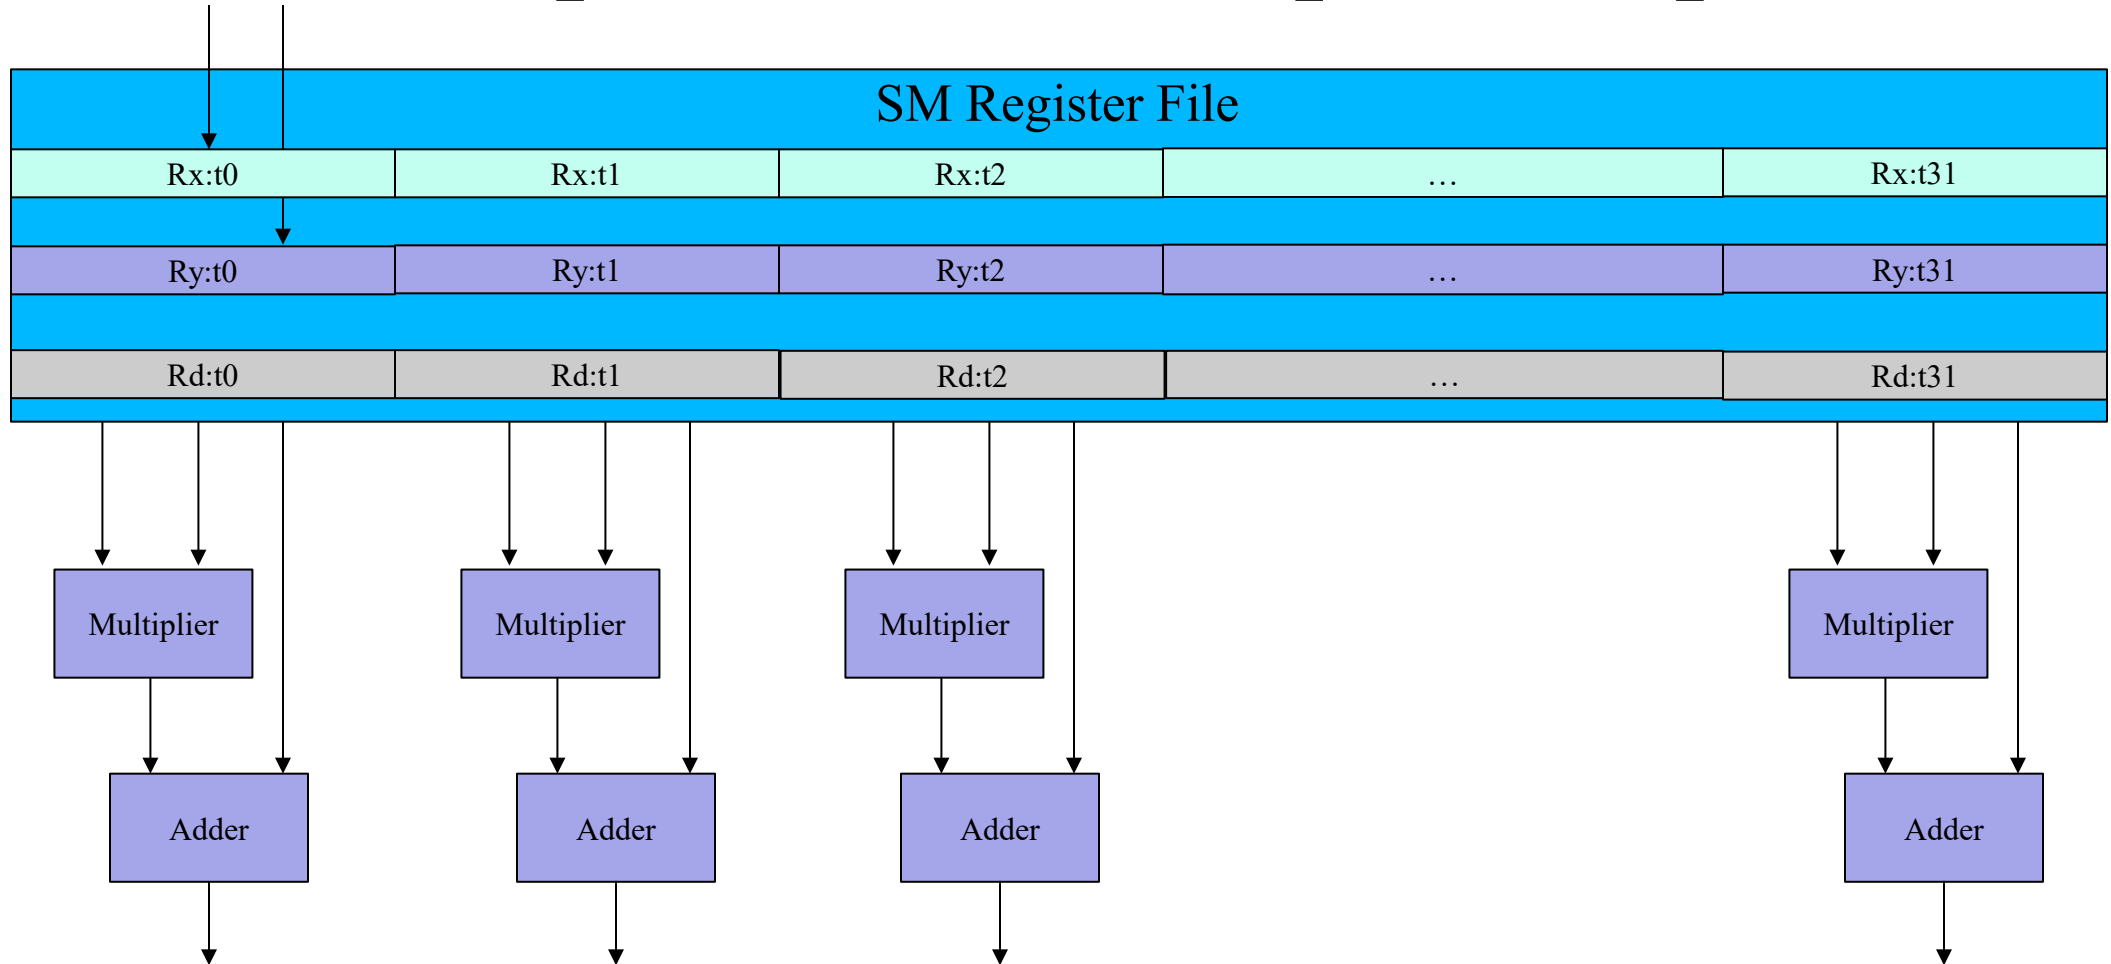 SM Register File
Rx:t0 Rx:t1 Rx:t2 … Rx:t31
Ry:t0 Ry:t1 Ry:t2 … Ry:t31
Rd:t0 Rd:t1 Rd:t2 … Rd:t31
Multiplier Multiplier Multiplier Multiplier
Adder Adder Adder Adder